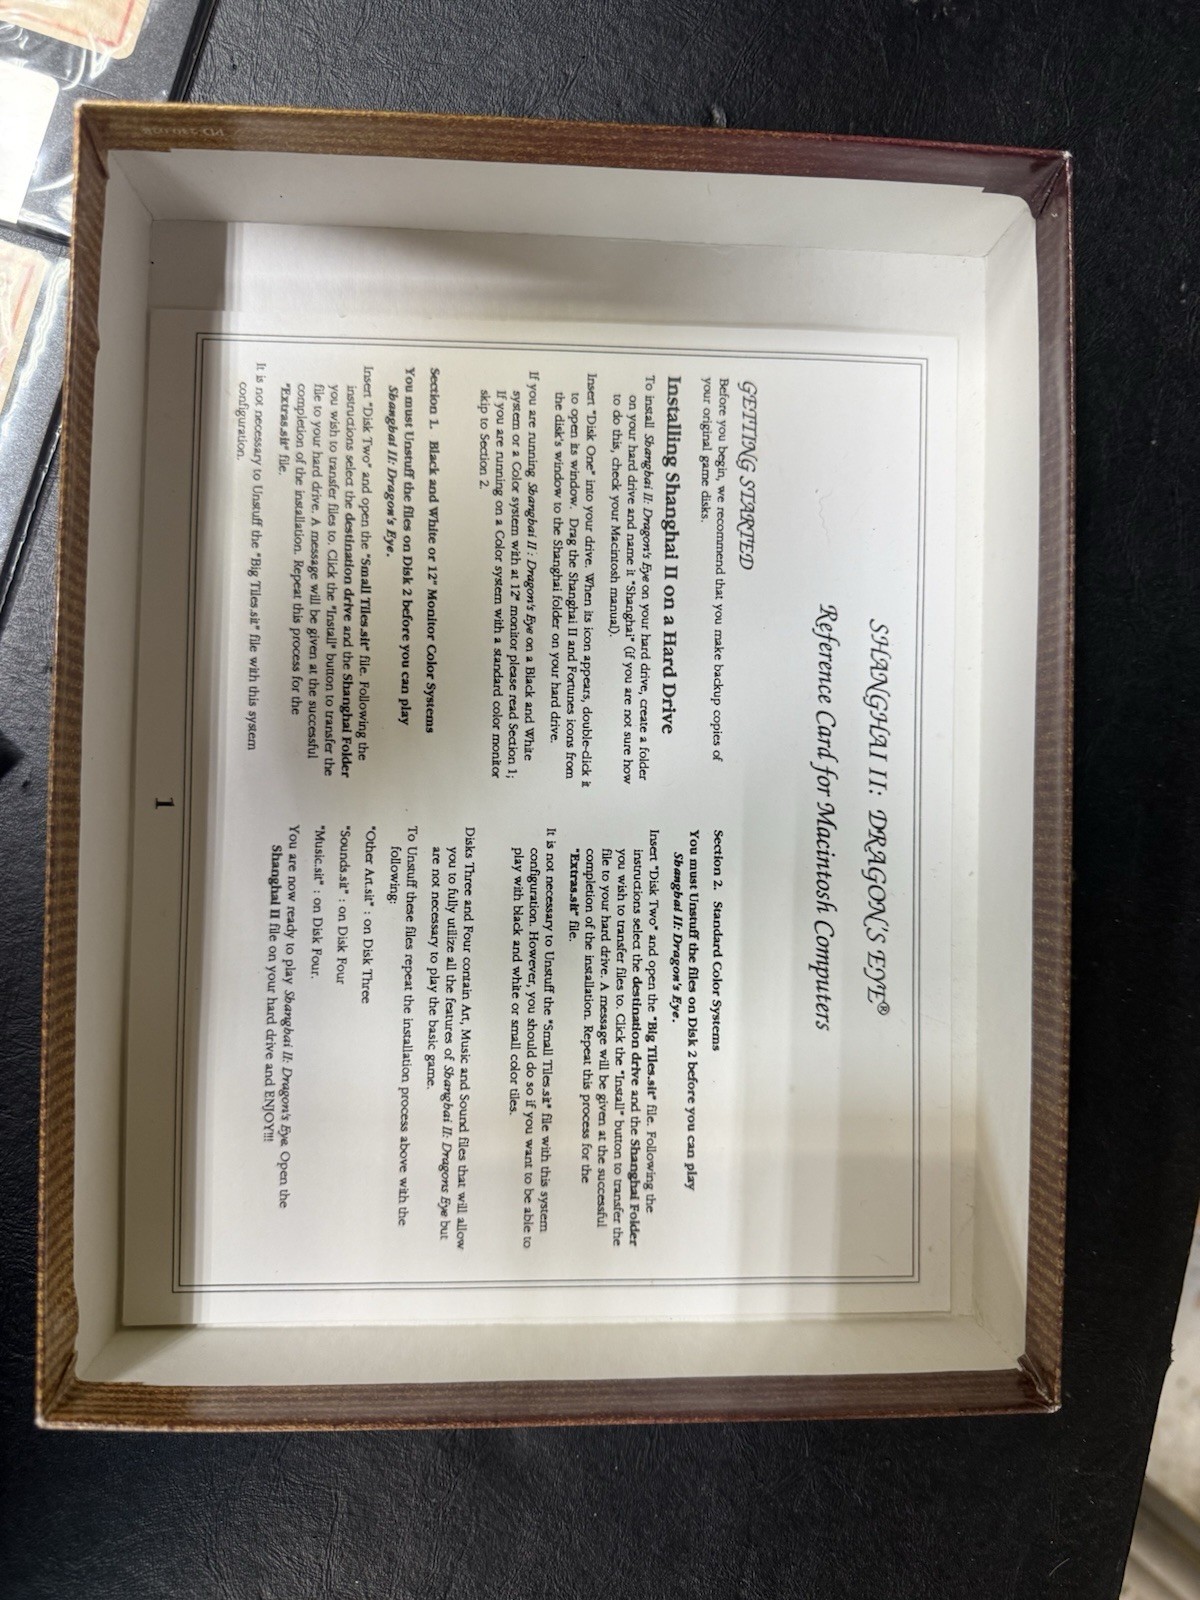 SHANGHAI II: DRAGON'S EYE®
Reference Card for Macintosh Computers
GETTING STARTED
Before you begin, we recommend that you make backup copies of
your original game disks.
Installing Shanghai II on a Hard Drive
To install Shanghai II: Dragon's Eye on your hard drive, create a folder
on your hard drive and name it "Shanghai" (if you are not sure how
to do this, check your Macintosh manual).
Insert "Disk One" into your drive. When its icon appears, double-click it
to open its window. Drag the Shanghai II and Fortunes icons from
the disk's window to the Shanghai folder on your hard drive.
If you are running Shanghai II : Dragon's Eye on a Black and White
system or a Color system with at 12" monitor please read Section 1;
If you are running on a Color system with a standard color monitor
skip to Section 2.
Section 1. Black and White or 12" Monitor Color Systems
You must Unstuff the files on Disk 2 before you can play
Shanghai II: Dragon's Eye.
Insert "Disk Two" and open the "Small Tiles.sit" file. Following the
instructions select the destination drive and the Shanghai Folder
you wish to transfer files to. Click the "Install" button to transfer the
file to your hard drive. A message will be given at the successful
completion of the installation. Repeat this process for the
"Extras.sit" file.
It is not necessary to Unstuff the "Big Tiles.sit" file with this system
configuration.
Section 2. Standard Color Systems
You must Unstuff the files on Disk 2 before you can play
Shanghai II: Dragon's Eye.
Insert "Disk Two" and open the "Big Tiles.sit" file. Following the
instructions select the destination drive and the Shanghai Folder
you wish to transfer files to. Click the "Install" button to transfer the
file to your hard drive. A message will be given at the successful
completion of the installation. Repeat this process for the
"Extras.sit" file.
It is not necessary to Unstuff the "Small Tiles.sit" file with this system
configuration. However, you should do so if you want to be able to
play with black and white or small color tiles.
Disks Three and Four contain Art, Music and Sound files that will allow
you to fully utilize all the features of Shanghai II: Dragons Eye but
are not necessary to play the basic game.
To Unstuff these files repeat the installation process above with the
following:
"Other Art.sit" : on Disk Three
"Sounds.sit" : on Disk Four
"Music.sit" : on Disk Four.
You are now ready to play Shanghai II: Dragon's Eye. Open the
Shanghai II file on your hard drive and ENJOY!!!
1